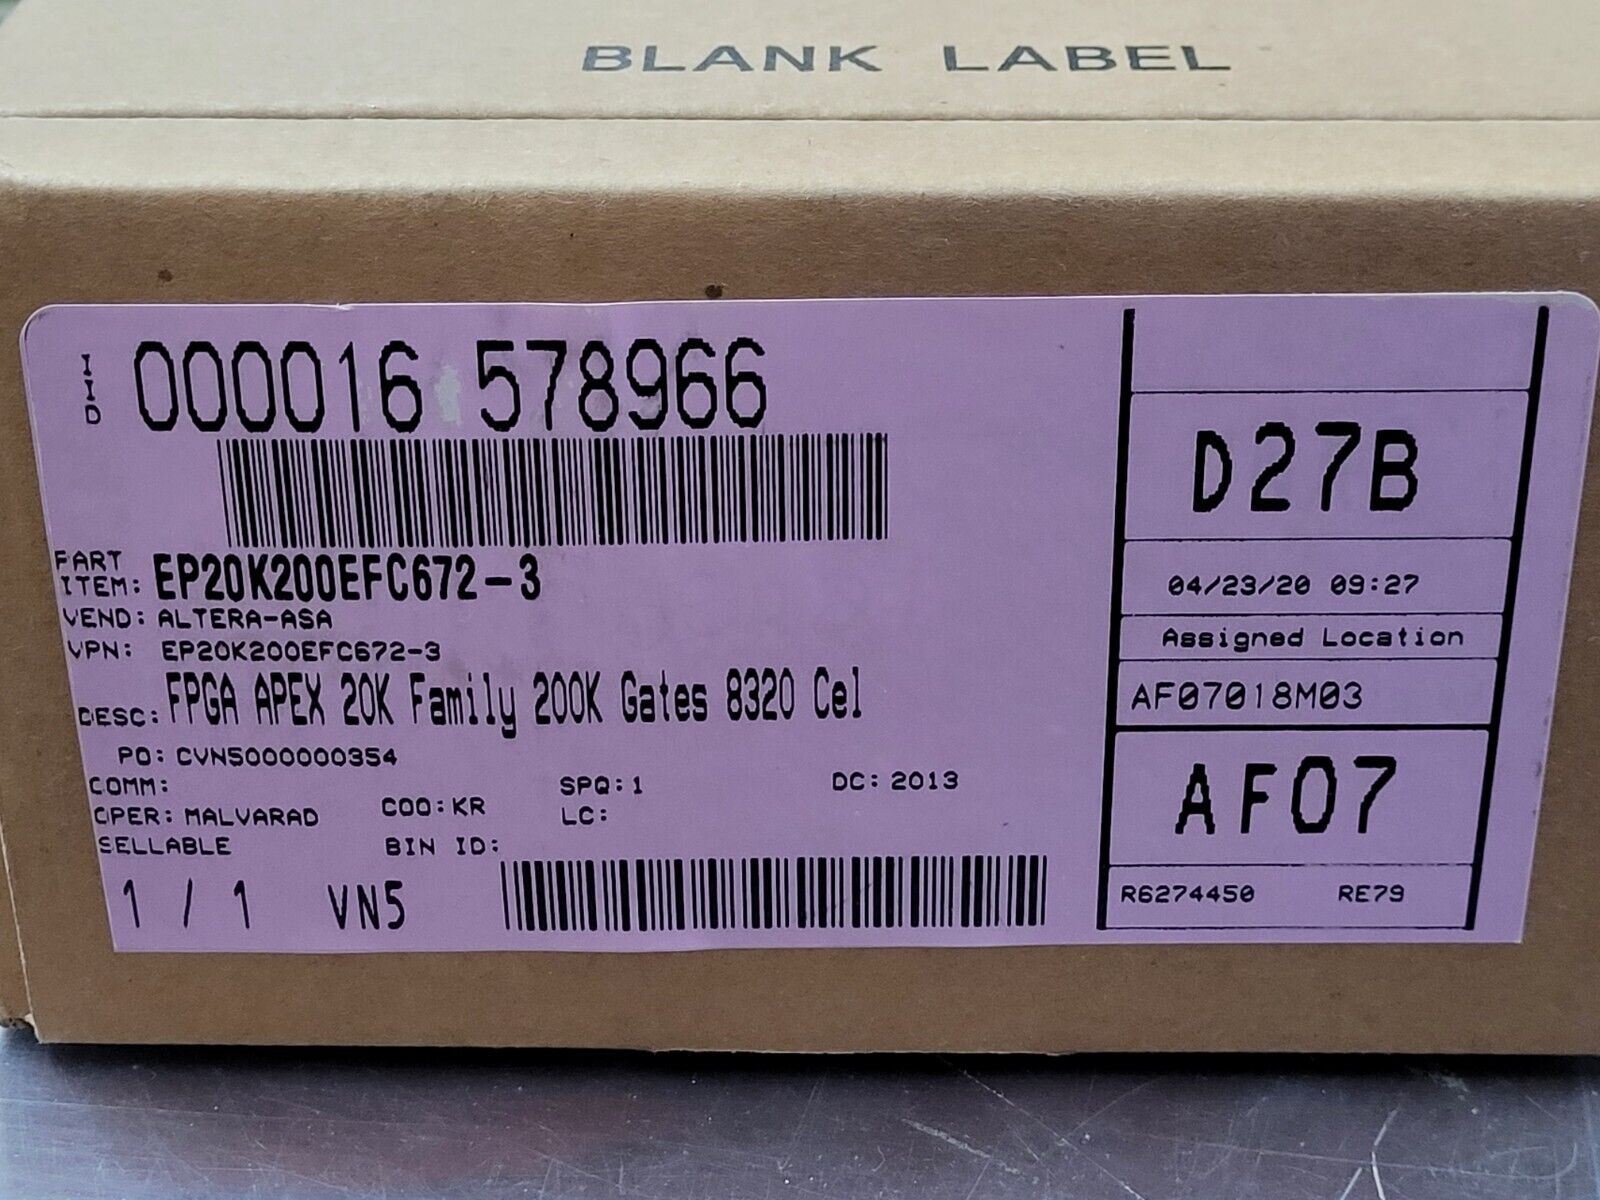 BLANK LABEL
IID 000016 578966
PART
ITEM: EP20K200EFC672-3
VEND: ALTERA-ASA
VPN: EP20K200EFC672-3
DESC: FPGA APEX 20K Family 200K Gates 8320 Cel
PO: CVN5000000354
COMM: SPQ: 1 DC: 2013
OPER: MALVARAD COO: KR LC:
SELLABLE BIN ID:
1 / 1 VN5
D27B
04/23/20 09:27
Assigned Location
AF07018M03
AF07
R6274450 RE79